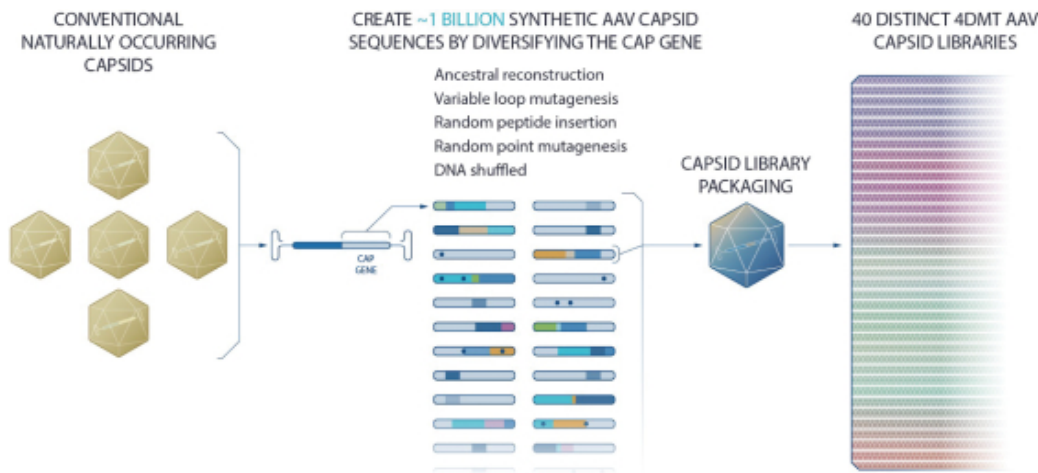 CONVENTIONAL
NATURALLY OCCURRING
CAPSIDS
CREATE ~1 BILLION SYNTHETIC AAV CAPSID
SEQUENCES BY DIVERSIFYING THE CAP GENE
Ancestral reconstruction
Variable loop mutagenesis
Random peptide insertion
Random point mutagenesis
DNA shuffled
CAP
GENE
CAPSID LIBRARY
PACKAGING
40 DISTINCT 4DMT AAV
CAPSID LIBRARIES